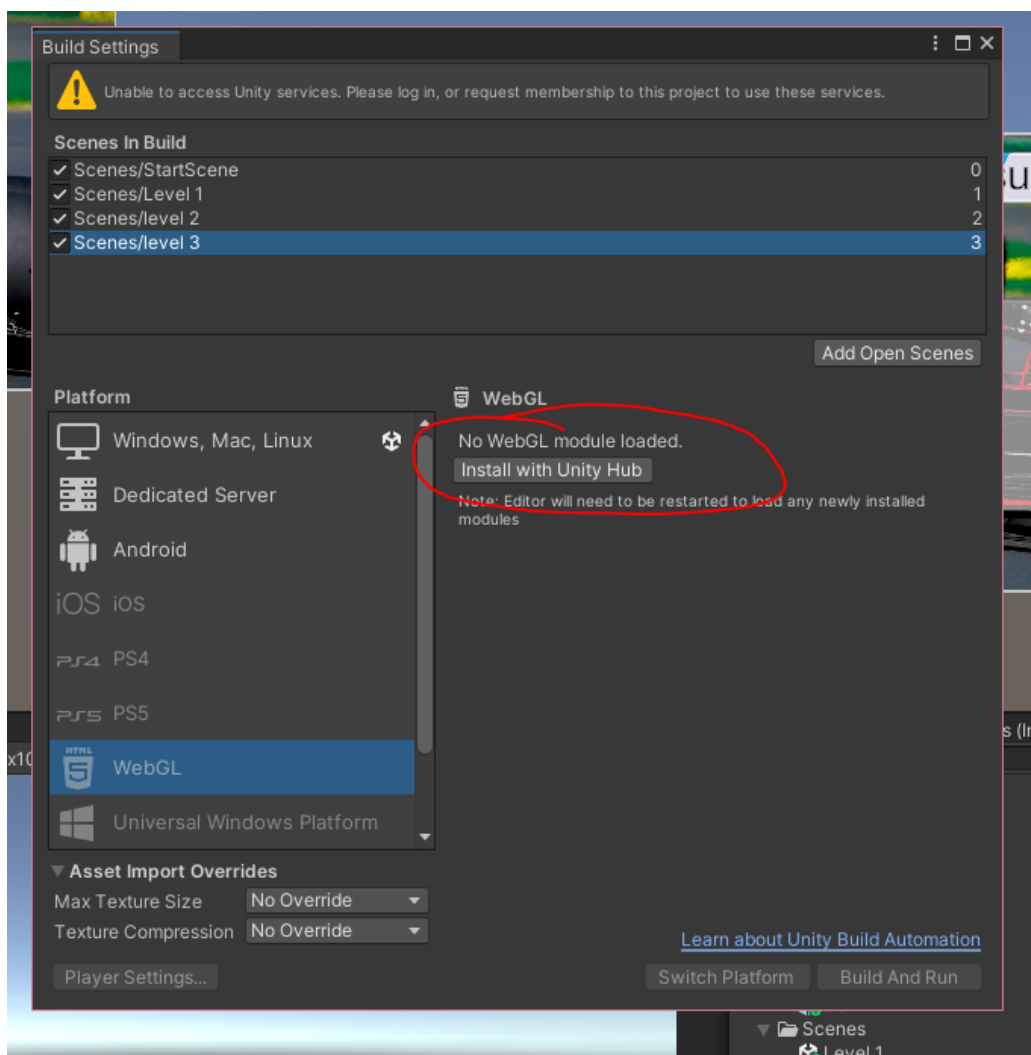 Build Settings
Unable to access Unity services. Please log in, or request membership to this project to use these services.
Scenes In Build
Scenes/StartScene 0
Scenes/Level 1 1
Scenes/level 2 2
Scenes/level 3 3
Add Open Scenes
Platform
Windows, Mac, Linux
Dedicated Server
Android
iOS iOS
PS4 PS4
PS5 PS5
HTML 5 WebGL
Universal Windows Platform
WebGL
No WebGL module loaded.
Install with Unity Hub
Note: Editor will need to be restarted to load any newly installed
modules
Asset Import Overrides
Max Texture Size No Override
Texture Compression No Override
Learn about Unity Build Automation
Player Settings...
Switch Platform Build And Run
Scenes
Level 1